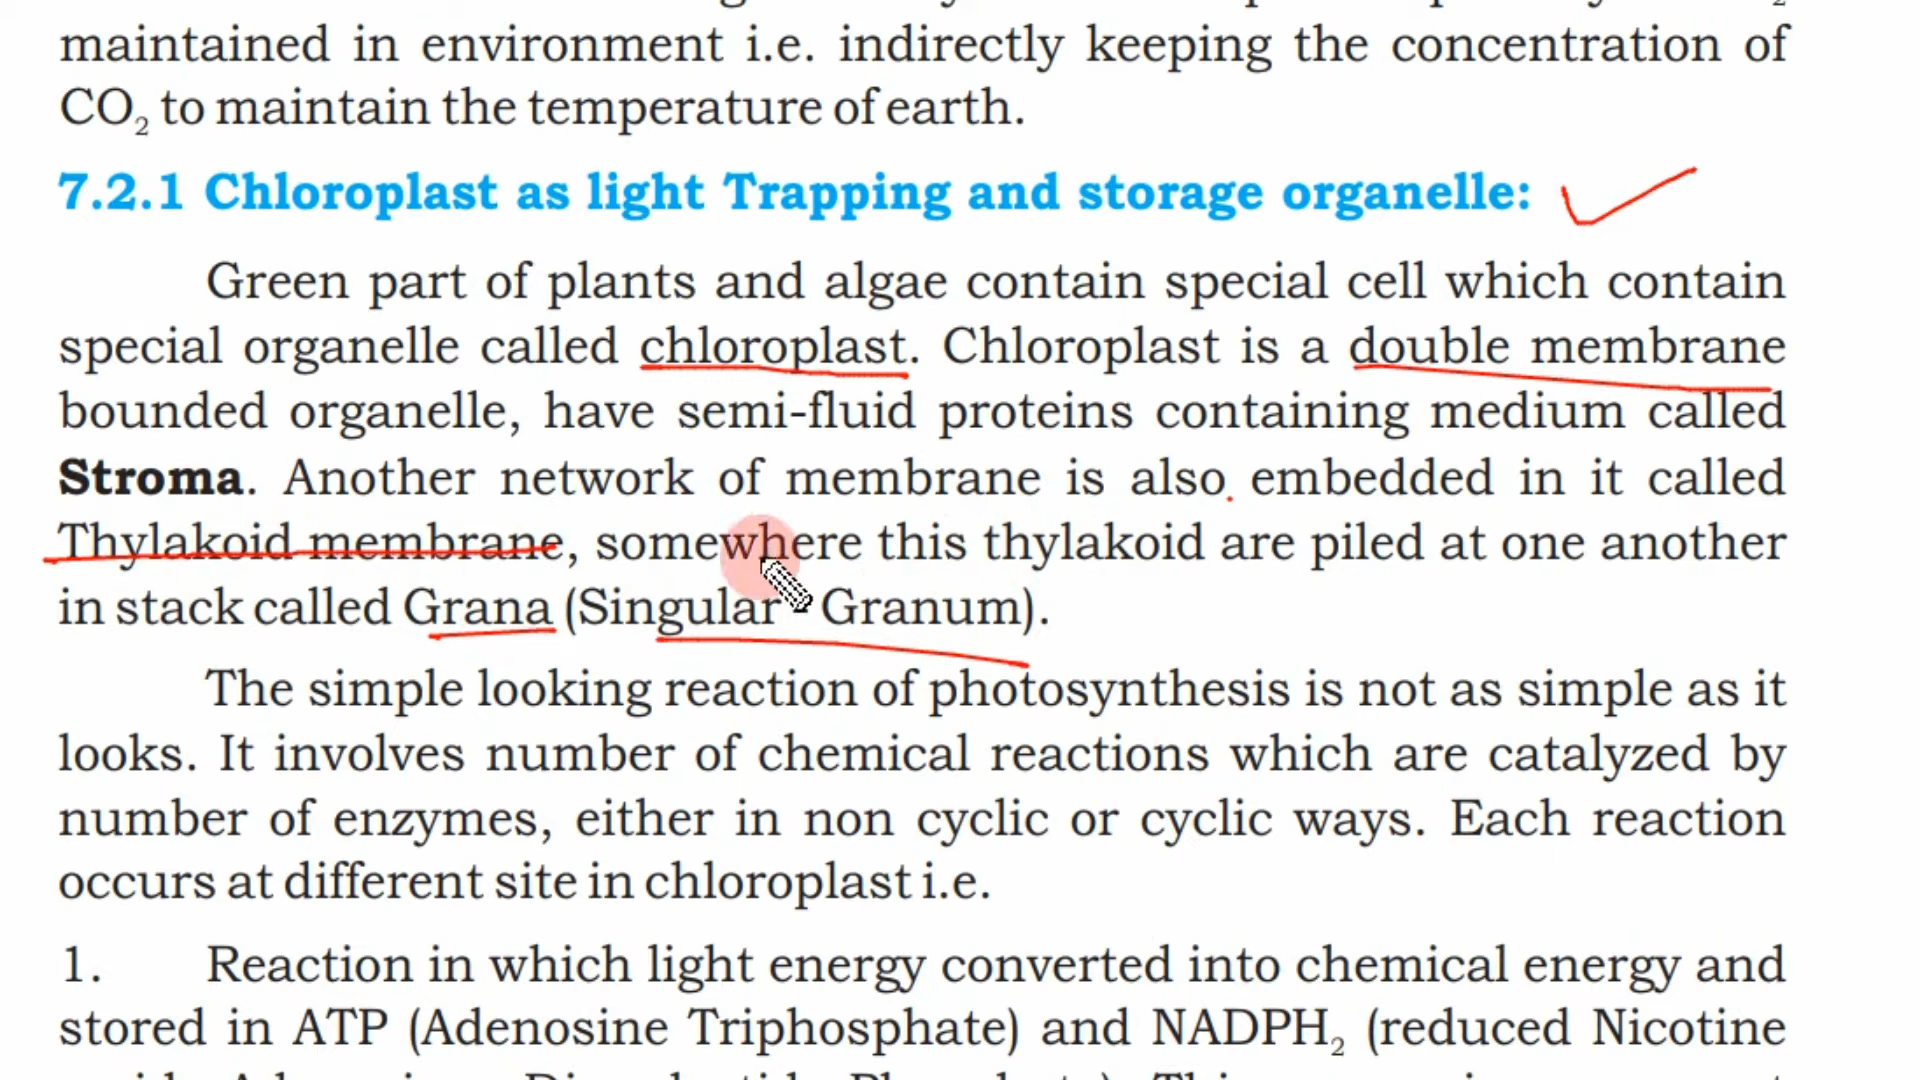 maintained in environment i.e. indirectly keeping the concentration of
CO₂ to maintain the temperature of earth.
7.2.1 Chloroplast as light Trapping and storage organelle:
Green part of plants and algae contain special cell which contain
special organelle called chloroplast. Chloroplast is a double membrane
bounded organelle, have semi-fluid proteins containing medium called
Stroma. Another network of membrane is also embedded in it called
Thylakoid membrane, somewhere this thylakoid are piled at one another
in stack called Grana (Singular Granum).
The simple looking reaction of photosynthesis is not as simple as it
looks. It involves number of chemical reactions which are catalyzed by
number of enzymes, either in non cyclic or cyclic ways. Each reaction
occurs at different site in chloroplast i.e.
1. Reaction in which light energy converted into chemical energy and
stored in ATP (Adenosine Triphosphate) and NADPH₂ (reduced Nicotine